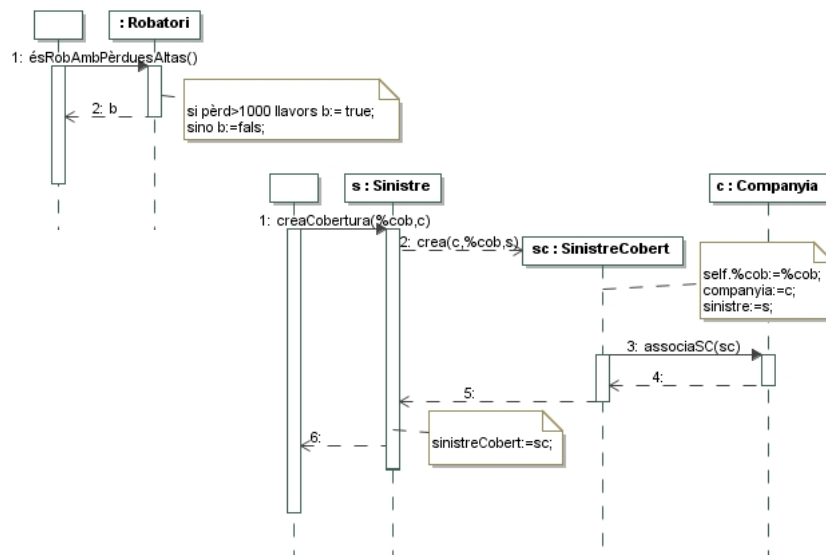 : Robatori
1: ésRobAmbPèrduesAltas()
2: b
si pèrd>1000 llavors b:= true;
sino b:=fals;
s : Sinistre
c : Companyia
1: creaCobertura(%cob,c)
2: crea(c,%cob,s)
sc : SinistreCobert
self.%cob:=%cob;
companyia:=c;
sinistre:=s;
3: associaSC(sc)
4:
5:
6:
sinistreCobert:=sc;